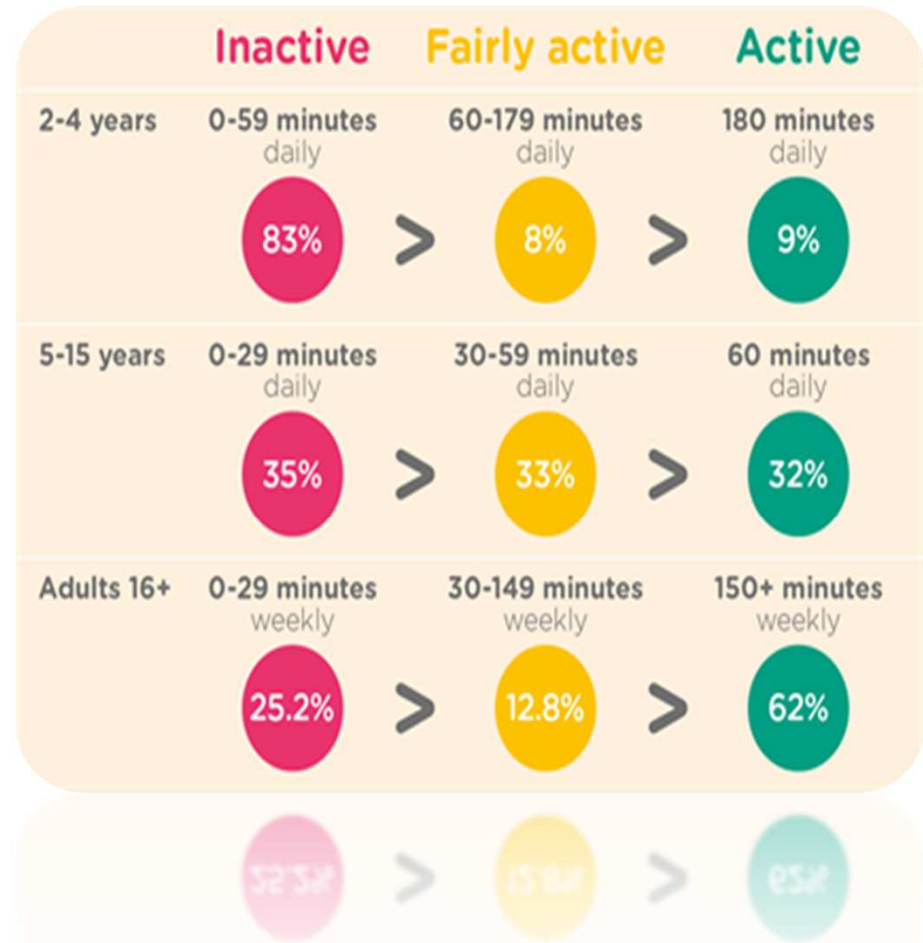 Inactive Fairly active Active
2-4 years 0-59 minutes 60-179 minutes 180 minutes
daily daily daily
83% > 8% > 9%
5-15 years 0-29 minutes 30-59 minutes 60 minutes
daily daily daily
35% > 33% > 32%
Adults 16+ 0-29 minutes 30-149 minutes 150+ minutes
weekly weekly weekly
25.2% > 12.8% > 62%